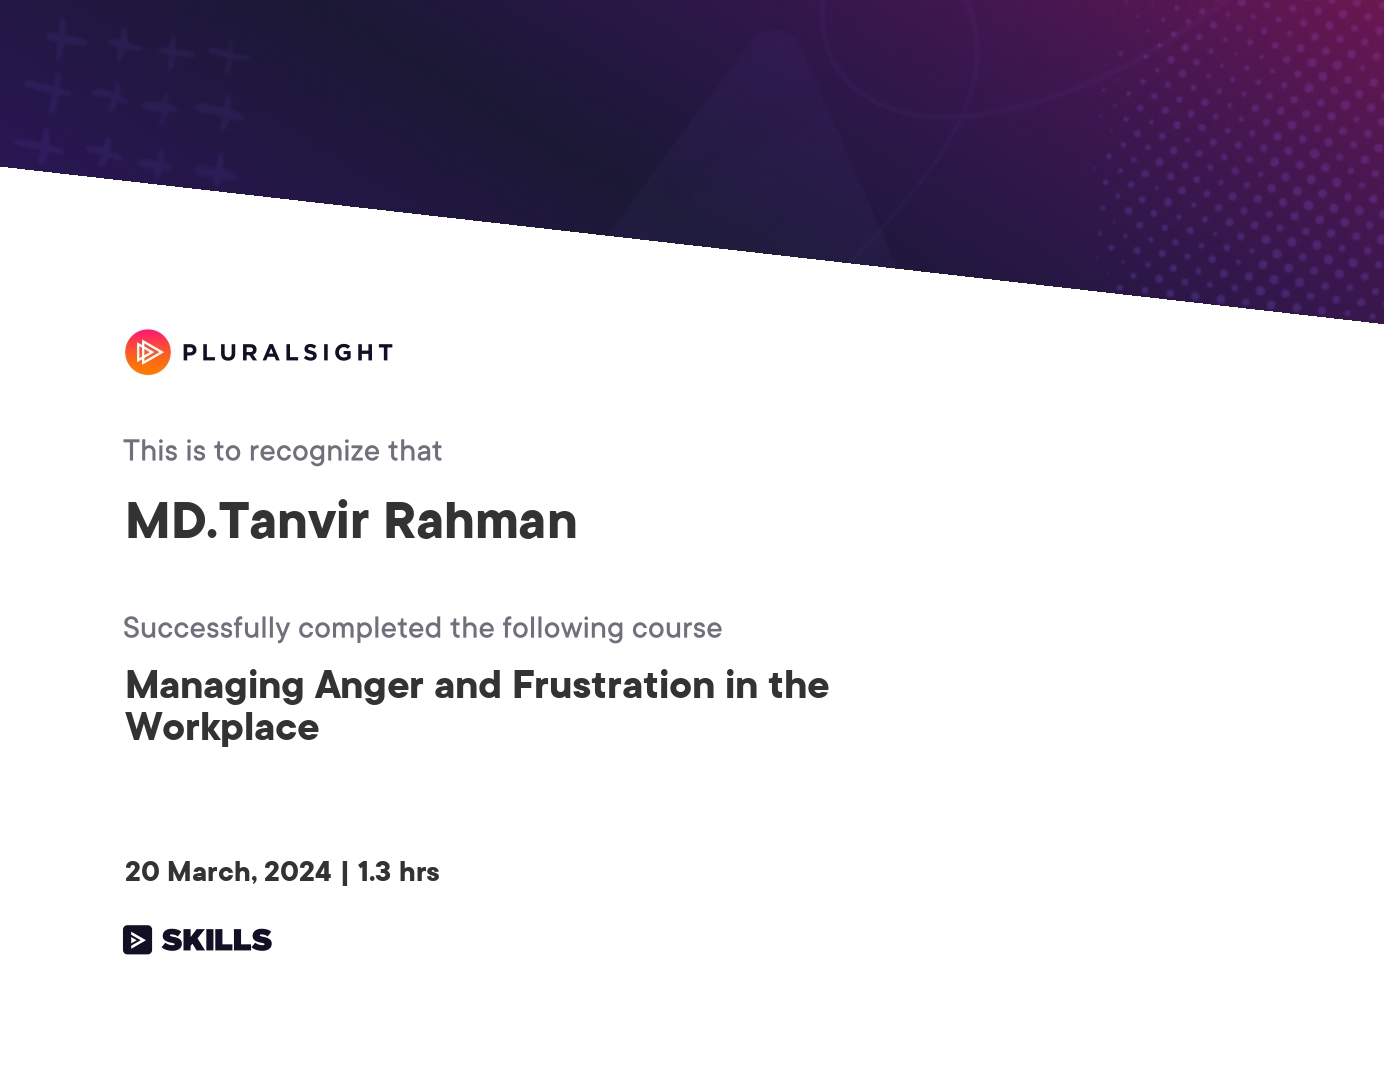 PLURALSIGHT
This is to recognize that
MD.Tanvir Rahman
Successfully completed the following course
Managing Anger and Frustration in the
Workplace
20 March, 2024 | 1.3 hrs
SKILLS